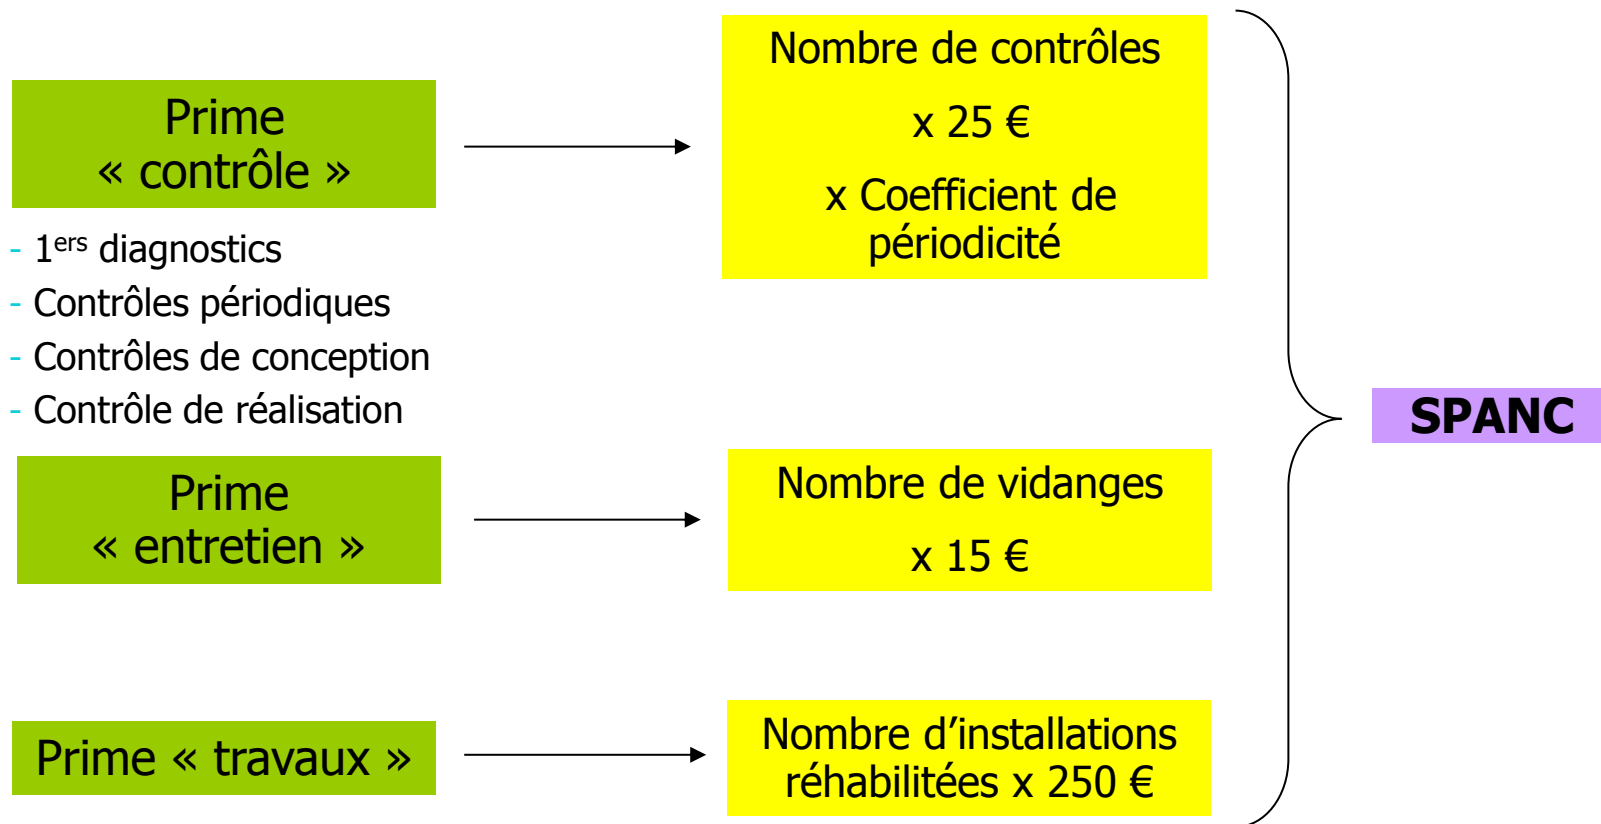 Prime
« contrôle »
- 1ers diagnostics
- Contrôles périodiques
- Contrôles de conception
- Contrôle de réalisation
Nombre de contrôles
x 25 €
x Coefficient de
périodicité
Prime
« entretien »
Nombre de vidanges
x 15 €
Prime « travaux »
Nombre d’installations
réhabilitées x 250 €
SPANC